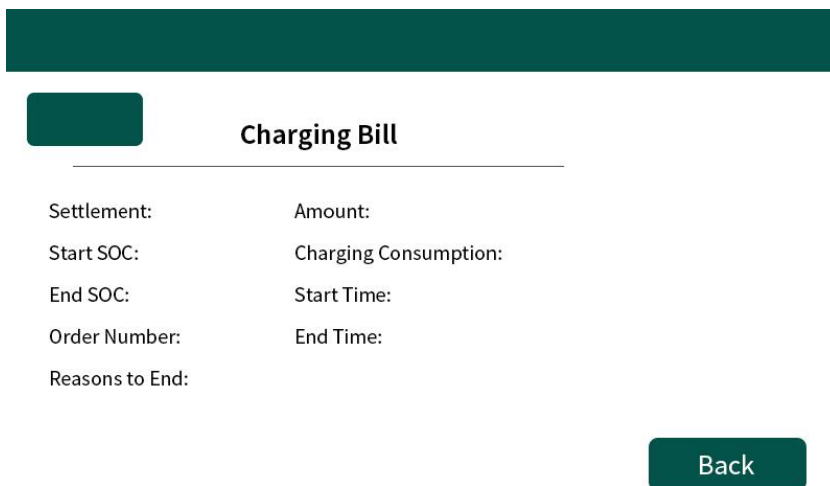 Charging Bill
Settlement: Amount:
Start SOC: Charging Consumption:
End SOC: Start Time:
Order Number: End Time:
Reasons to End:
Back